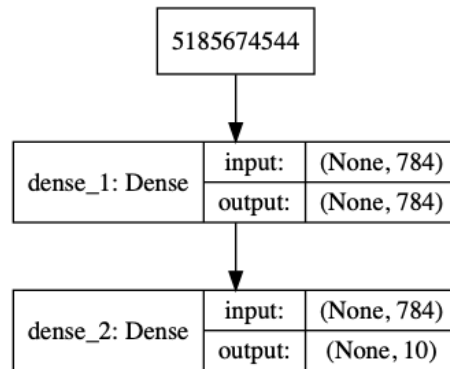 5185674544
dense_1: Dense
input:
(None, 784)
output:
(None, 784)
dense_2: Dense
input:
(None, 784)
output:
(None, 10)